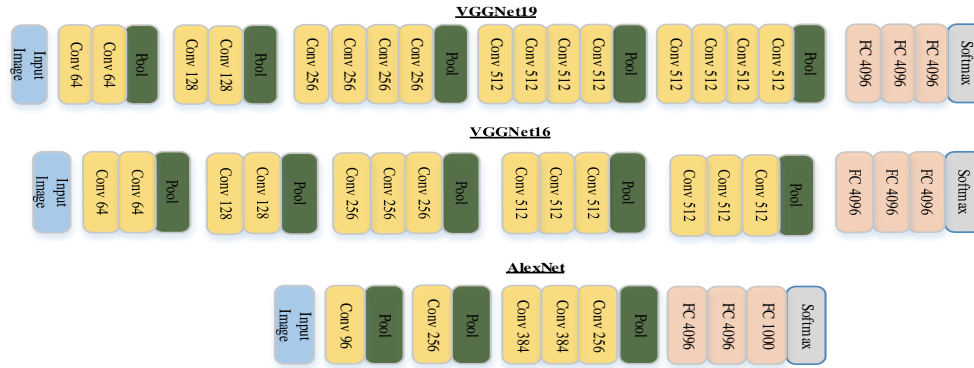 VGGNet19
Input Image
Conv 64
Conv 64
Pool
Conv 128
Conv 128
Pool
Conv 256
Conv 256
Conv 256
Conv 256
Pool
Conv 512
Conv 512
Conv 512
Conv 512
Pool
Conv 512
Conv 512
Conv 512
Conv 512
Pool
FC 4096
FC 4096
FC 4096
Softmax
VGGNet16
Input Image
Conv 64
Conv 64
Pool
Conv 128
Conv 128
Pool
Conv 256
Conv 256
Conv 256
Pool
Conv 512
Conv 512
Conv 512
Pool
Conv 512
Conv 512
Conv 512
Pool
FC 4096
FC 4096
FC 4096
Softmax
AlexNet
Input Image
Conv 96
Pool
Conv 256
Pool
Conv 384
Conv 384
Conv 256
Pool
FC 4096
FC 4096
FC 1000
Softmax